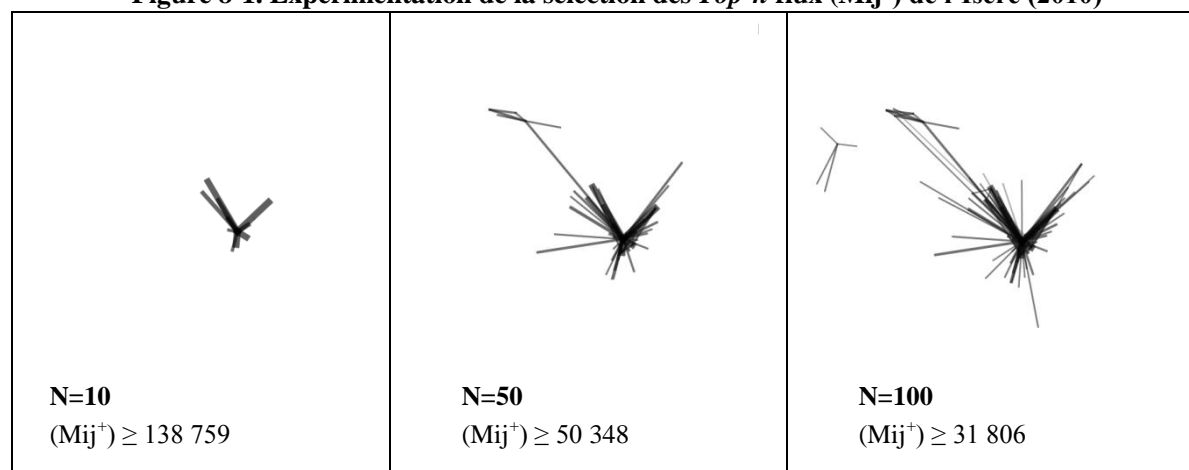 Figure 8-1. Expérimentation de la sélection des Top-n flux (Mij⁺) de l'Isère (2010)
N=10
(Mij⁺) ≥ 138 759
N=50
(Mij⁺) ≥ 50 348
N=100
(Mij⁺) ≥ 31 806